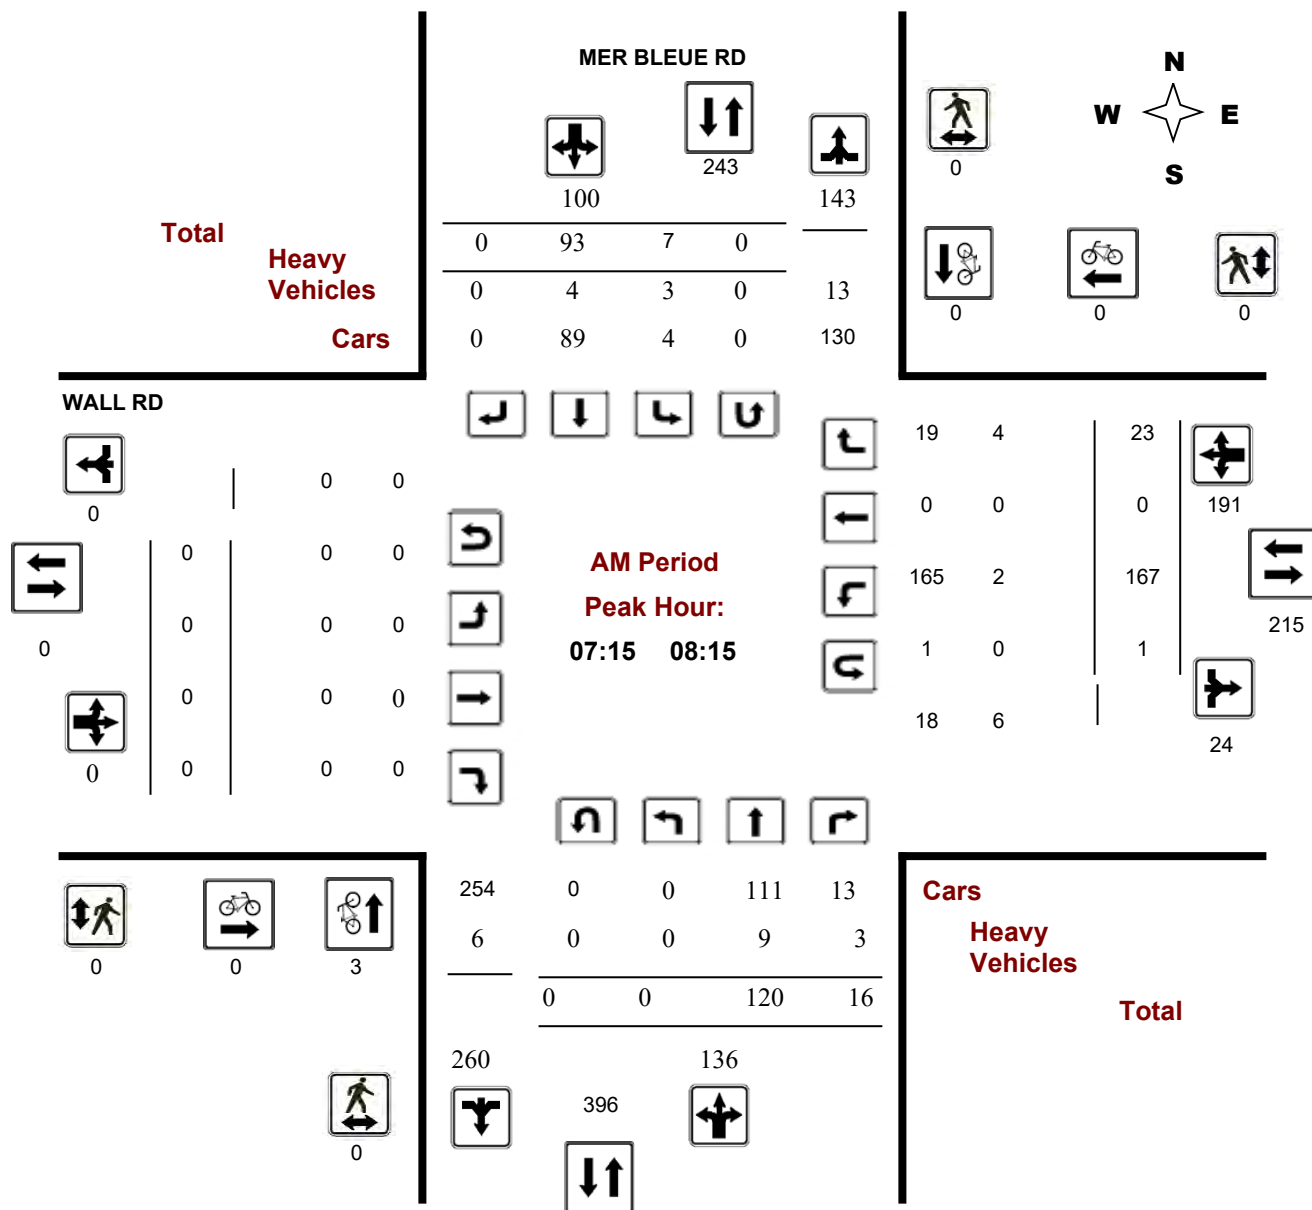 MER BLEUE RD
N
W E
S
243
0
100 143
Total 0 93 7 0
Heavy
Vehicles 0 4 3 0 13
Cars 0 89 4 0 130
0 0 0
WALL RD
19 4 23
0 0 0
0 0 0 191
0 0 0
AM Period
165 2 167
Peak Hour:
0 0 0 215
07:15 08:15
0 1 0 1
0 0 0
18 6 24
0 0 0 0
254 0 0 111 13 Cars
6 0 0 9 3 Heavy
Vehicles
0 0 3
0 0 120 16 Total
260 136
396
0